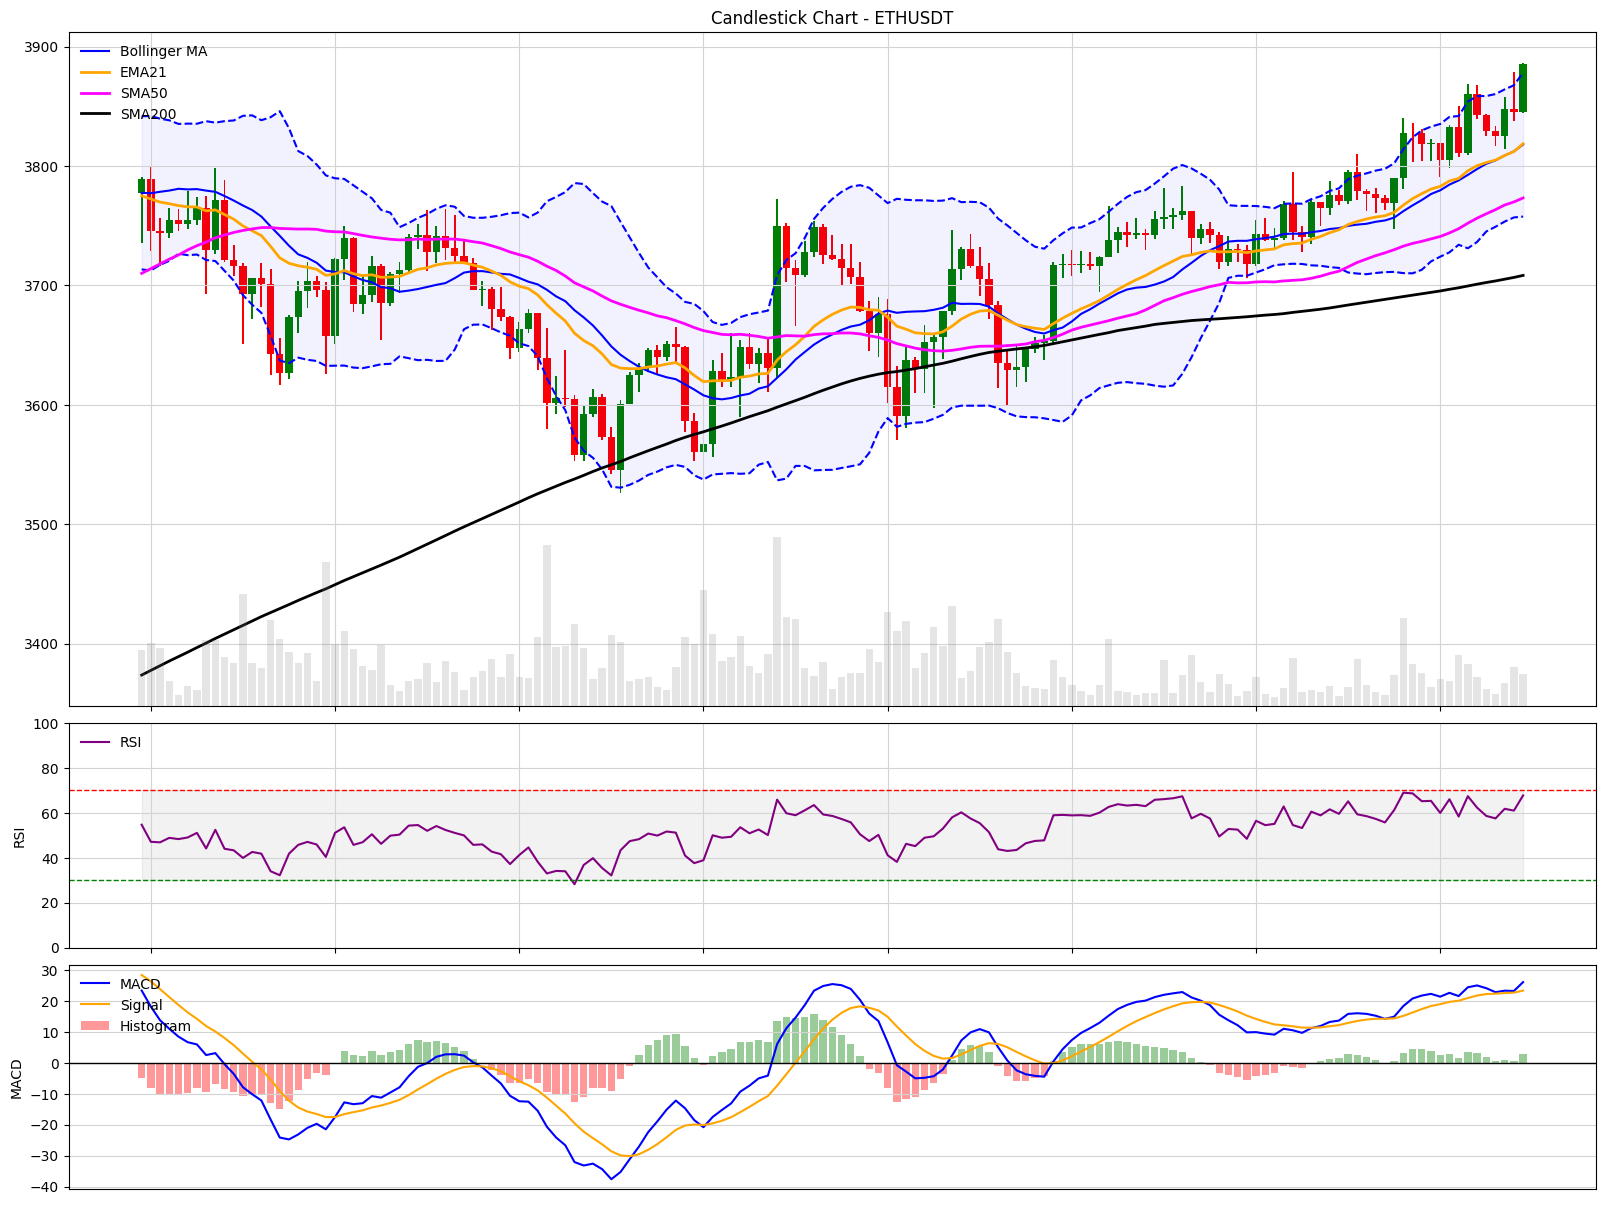 Candlestick Chart - ETHUSDT
3900
3800
3700
3600
3500
3400
Bollinger MA
EMA21
SMA50
SMA200
100
80
60
40
20
0
RSI
RSI
30
20
10
0
−10
−20
−30
−40
MACD
MACD
Signal
Histogram